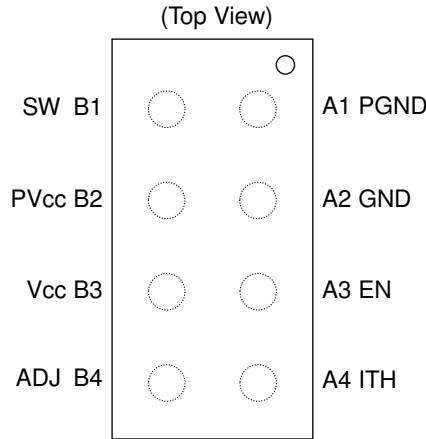 (Top View)
SW B1 A1 PGND
PVcc B2 A2 GND
Vcc B3 A3 EN
ADJ B4 A4 ITH